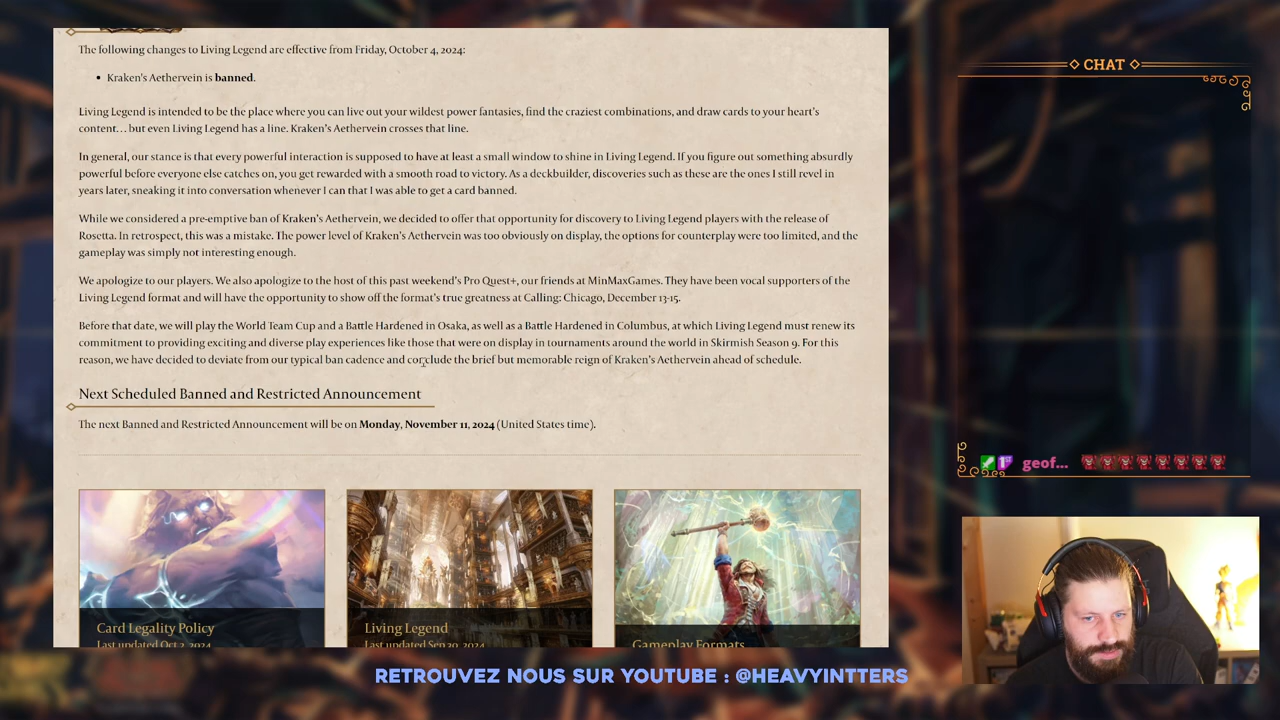 The following changes to Living Legend are effective from Friday, October 4, 2024:
• Kraken's Aethervein is banned.
Living Legend is intended to be the place where you can live out your wildest power fantasies, find the craziest combinations, and draw cards to your heart's
content… but even Living Legend has a line. Kraken's Aethervein crosses that line.
In general, our stance is that every powerful interaction is supposed to have at least a small window to shine in Living Legend. If you figure out something absurdly
powerful before everyone else catches on, you get rewarded with a smooth road to victory. As a deckbuilder, discoveries such as these are the ones I still revel in
years later, sneaking it into conversation whenever I can that I was able to get a card banned.
While we considered a pre-emptive ban of Kraken's Aethervein, we decided to offer that opportunity for discovery to Living Legend players with the release of
Rosetta. In retrospect, this was a mistake. The power level of Kraken's Aethervein was too obviously on display, the options for counterplay were too limited, and the
gameplay was simply not interesting enough.
We apologize to our players. We also apologize to the host of this past weekend's Pro Quest+, our friends at MinMaxGames. They have been vocal supporters of the
Living Legend format and will have the opportunity to show off the format's true greatness at Calling: Chicago, December 13-15.
Before that date, we will play the World Team Cup and a Battle Hardened in Osaka, as well as a Battle Hardened in Columbus, at which Living Legend must renew its
commitment to providing exciting and diverse play experiences like those that were on display in tournaments around the world in Skirmish Season 9. For this
reason, we have decided to deviate from our typical ban cadence and conclude the brief but memorable reign of Kraken's Aethervein ahead of schedule.
Next Scheduled Banned and Restricted Announcement
The next Banned and Restricted Announcement will be on Monday, November 11, 2024 (United States time).
Card Legality Policy
Last updated Oct 2, 2024
Living Legend
Last updated Sep 30, 2024
Gameplay Formats
CHAT
geof...
RETROUVEZ NOUS SUR YOUTUBE : @HEAVYINTTERS